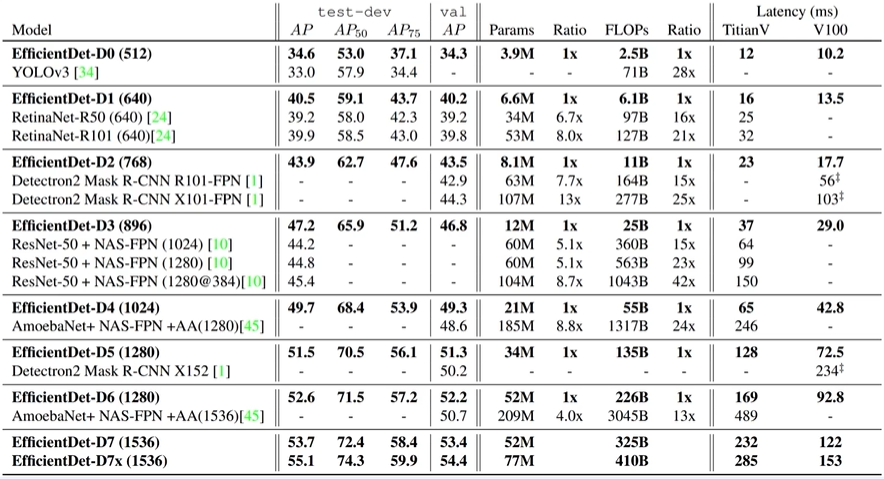 test-dev val Latency (ms)
Model AP AP50 AP75 AP Params Ratio FLOPs Ratio TitianV V100
EfficientDet-D0 (512) 34.6 53.0 37.1 34.3 3.9M 1x 2.5B 1x 12 10.2
YOLOv3 [34] 33.0 57.9 34.4 - - - 71B 28x - -
EfficientDet-D1 (640) 40.5 59.1 43.7 40.2 6.6M 1x 6.1B 1x 16 13.5
RetinaNet-R50 (640) [24] 39.2 58.0 42.3 39.2 34M 6.7x 97B 16x 25 -
RetinaNet-R101 (640)[24] 39.9 58.5 43.0 39.8 53M 8.0x 127B 21x 32 -
EfficientDet-D2 (768) 43.9 62.7 47.6 43.5 8.1M 1x 11B 1x 23 17.7
Detectron2 Mask R-CNN R101-FPN [1] - - - 42.9 63M 7.7x 164B 15x - 56‡
Detectron2 Mask R-CNN X101-FPN [1] - - - 44.3 107M 13x 277B 25x - 103‡
EfficientDet-D3 (896) 47.2 65.9 51.2 46.8 12M 1x 25B 1x 37 29.0
ResNet-50 + NAS-FPN (1024) [10] 44.2 - - - 60M 5.1x 360B 15x 64 -
ResNet-50 + NAS-FPN (1280) [10] 44.8 - - - 60M 5.1x 563B 23x 99 -
ResNet-50 + NAS-FPN (1280@384)[10] 45.4 - - - 104M 8.7x 1043B 42x 150 -
EfficientDet-D4 (1024) 49.7 68.4 53.9 49.3 21M 1x 55B 1x 65 42.8
AmoebaNet+ NAS-FPN +AA(1280)[45] - - - 48.6 185M 8.8x 1317B 24x 246 -
EfficientDet-D5 (1280) 51.5 70.5 56.1 51.3 34M 1x 135B 1x 128 72.5
Detectron2 Mask R-CNN X152 [1] - - - 50.2 - - - - - 234‡
EfficientDet-D6 (1280) 52.6 71.5 57.2 52.2 52M 1x 226B 1x 169 92.8
AmoebaNet+ NAS-FPN +AA(1536)[45] - - - 50.7 209M 4.0x 3045B 13x 489 -
EfficientDet-D7 (1536) 53.7 72.4 58.4 53.4 52M 325B 232 122
EfficientDet-D7x (1536) 55.1 74.3 59.9 54.4 77M 410B 285 153